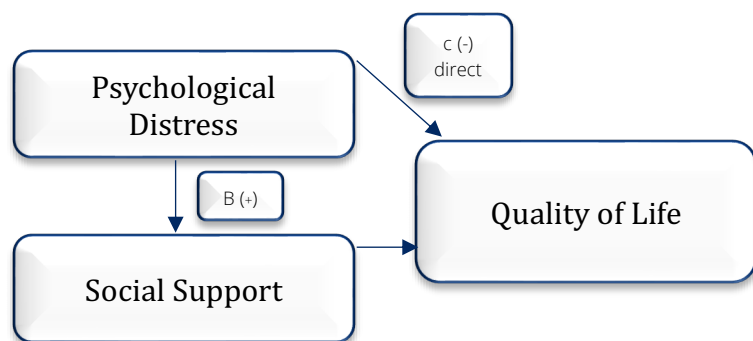 c (-)
direct
Psychological
Distress
B (+)
Quality of Life
Social Support